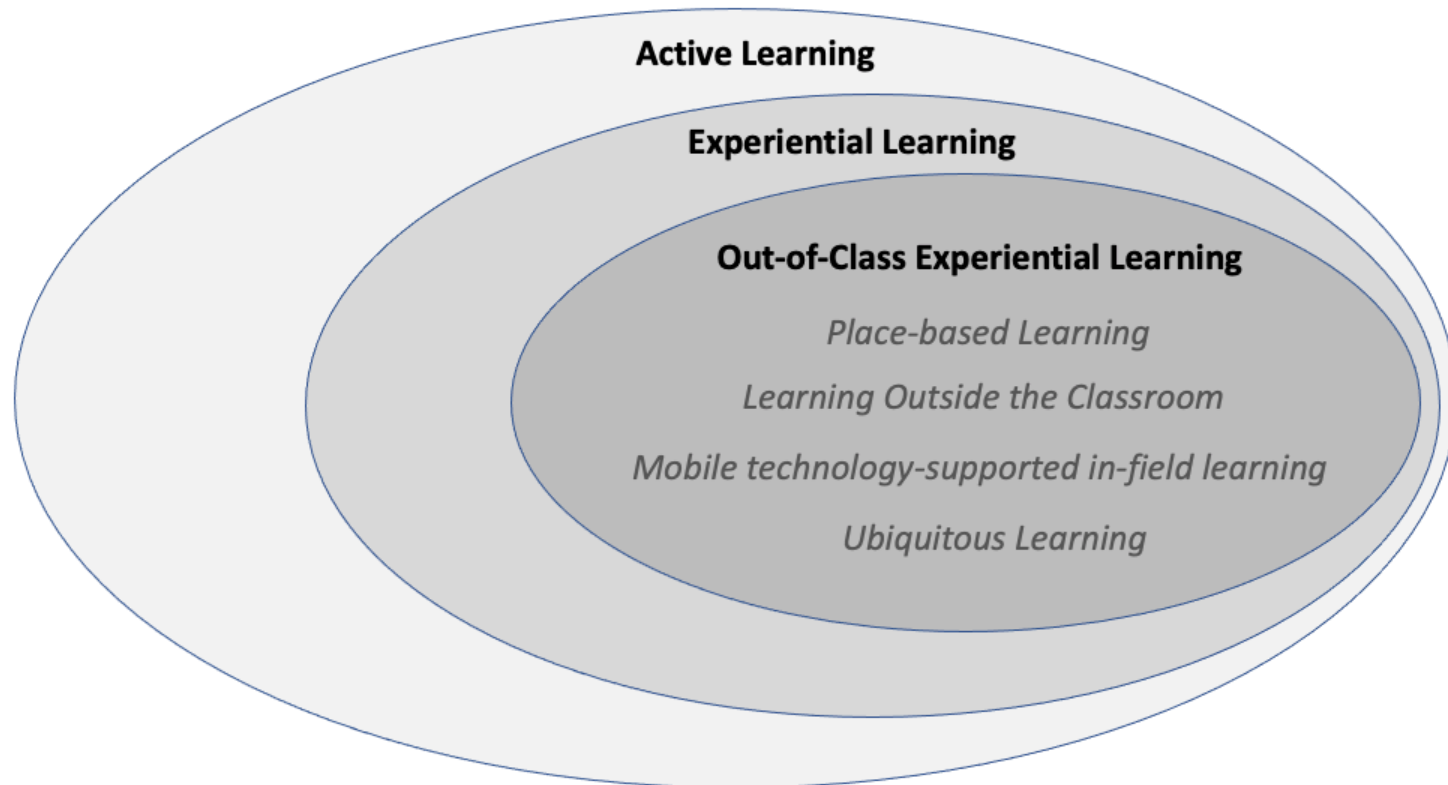 Active Learning
Experiential Learning
Out-of-Class Experiential Learning
Place-based Learning
Learning Outside the Classroom
Mobile technology-supported in-field learning
Ubiquitous Learning